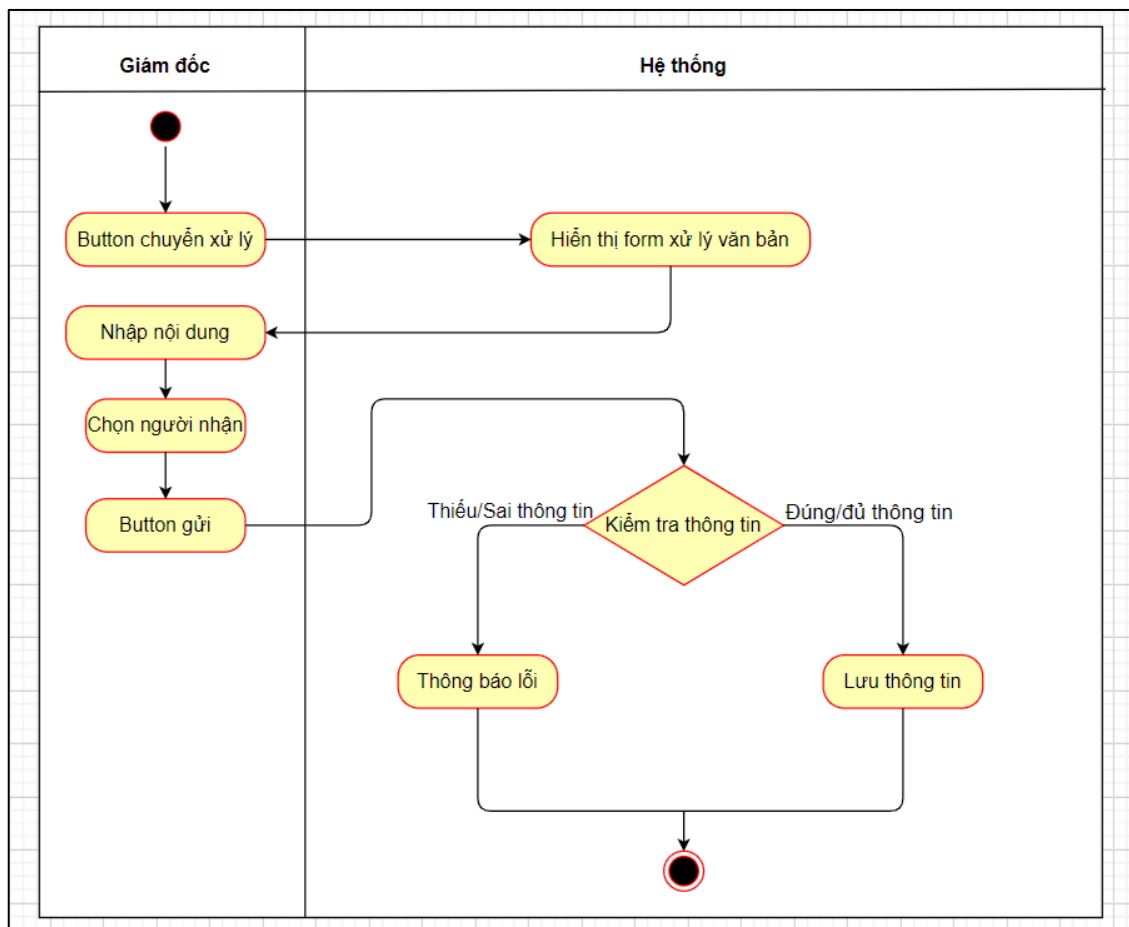 Giám đốc
Hệ thống
Button chuyển xử lý
Hiển thị form xử lý văn bản
Nhập nội dung
Chọn người nhận
Button gửi
Thiếu/Sai thông tin
Kiểm tra thông tin
Đúng/đủ thông tin
Thông báo lỗi
Lưu thông tin